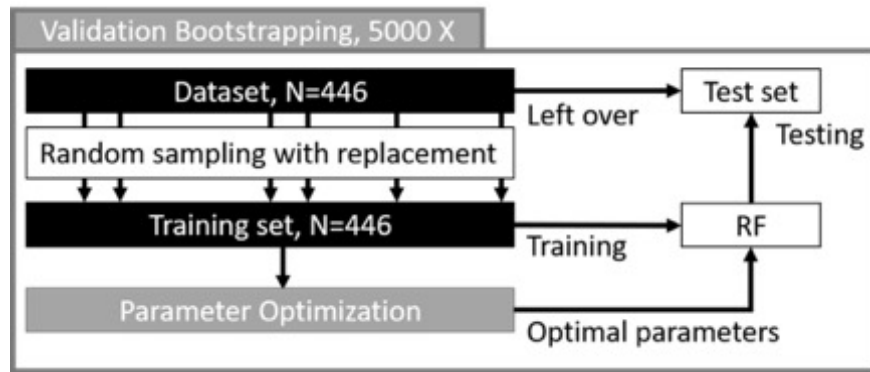 Validation Bootstrapping, 5000 X
Dataset, N=446
Left over
Test set
Random sampling with replacement
Testing
Training set, N=446
Training
RF
Parameter Optimization
Optimal parameters